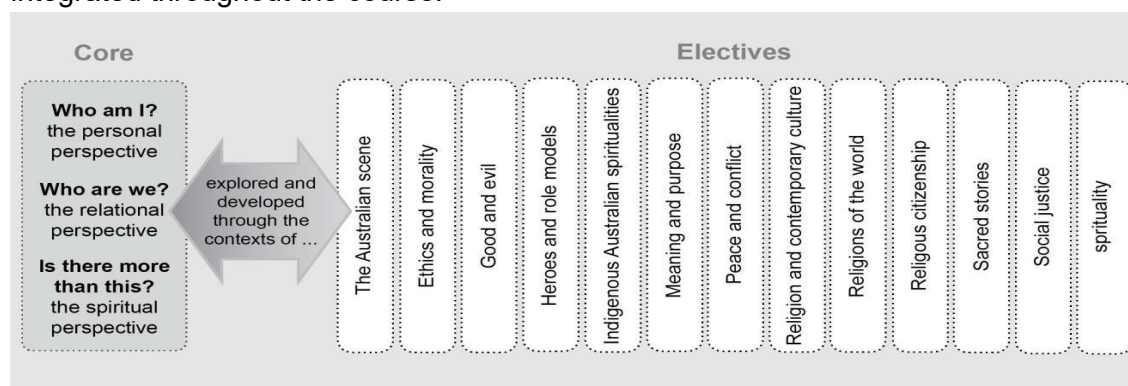 integrated throughout the course.
Core
Electives
Who am I?
the personal
perspective
Who are we?
the relational
perspective
Is there more
than this?
the spiritual
perspective
explored and
developed
through the
contexts of ...
The Australian scene
Ethics and morality
Good and evil
Heroes and role models
Indigenous Australian spiritualities
Meaning and purpose
Peace and conflict
Religion and contemporary culture
Religions of the world
Religous citizenship
Sacred stories
Social justice
sprituality